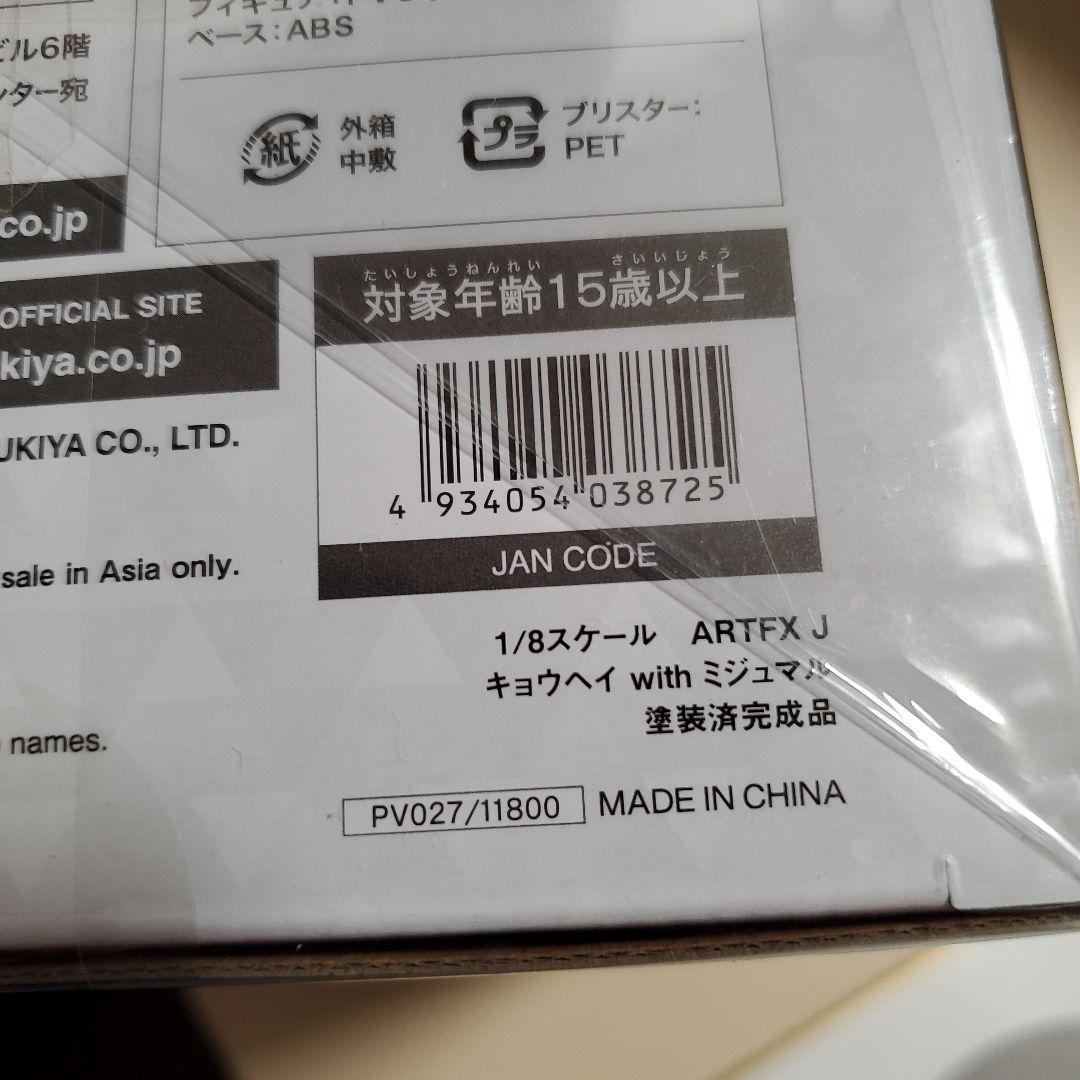 ベース:ABS
ビル6階
ンター宛
紙
外箱
中敷
プラ
ブリスター:
PET
co.jp
OFFICIAL SITE
kiya.co.jp
UKIYA CO., LTD.
sale in Asia only.
names.
たいしょうねんれい さいいじょう
対象年齢15歳以上
4 934054 038725
JAN CODE
1/8スケール ARTFX J
キョウヘイ with ミジュマル
塗装済完成品
PV027/11800 MADE IN CHINA